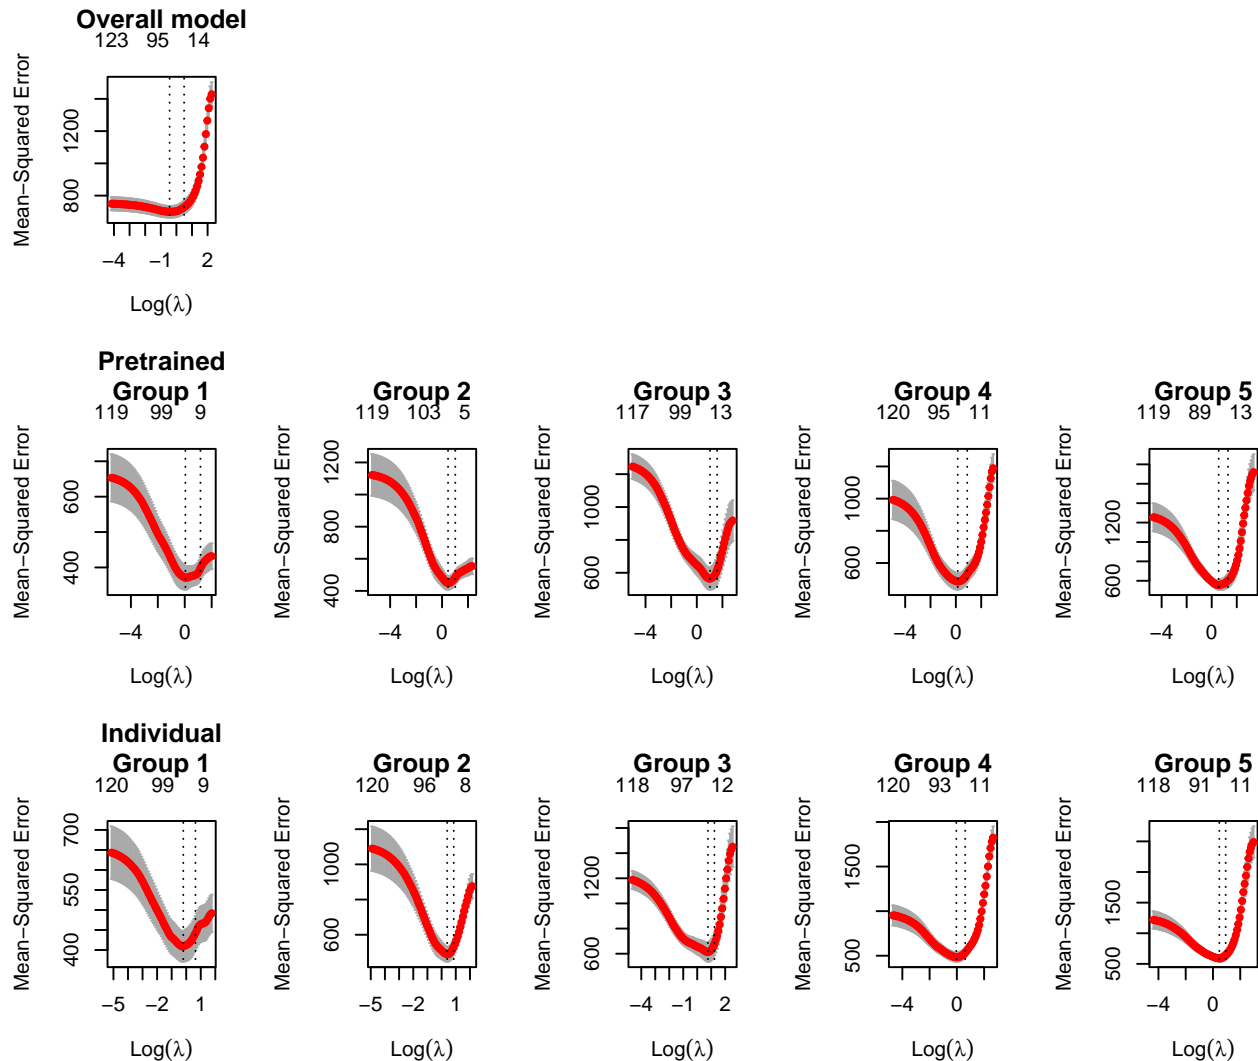 Overall model
123 95 14
Mean−Squared Error
800 1200
−4 −1 2
Log(λ)
Pretrained
Group 1
119 99 9
Mean−Squared Error
400 600
−4 0
Log(λ)
Group 2
119 103 5
Mean−Squared Error
400 800 1200
−4 0
Log(λ)
Group 3
117 99 13
Mean−Squared Error
600 1000
−4 0
Log(λ)
Group 4
120 95 11
Mean−Squared Error
600 1000
−4 0
Log(λ)
Group 5
119 89 13
Mean−Squared Error
600 1200
−4 0
Log(λ)
Individual
Group 1
120 99 9
Mean−Squared Error
400 550 700
−5 −2 1
Log(λ)
Group 2
120 96 8
Mean−Squared Error
600 1000
−5 −2 1
Log(λ)
Group 3
118 97 12
Mean−Squared Error
600 1200
−4 −1 2
Log(λ)
Group 4
120 93 11
Mean−Squared Error
500 1500
−4 0
Log(λ)
Group 5
118 91 11
Mean−Squared Error
500 1500
−4 0
Log(λ)